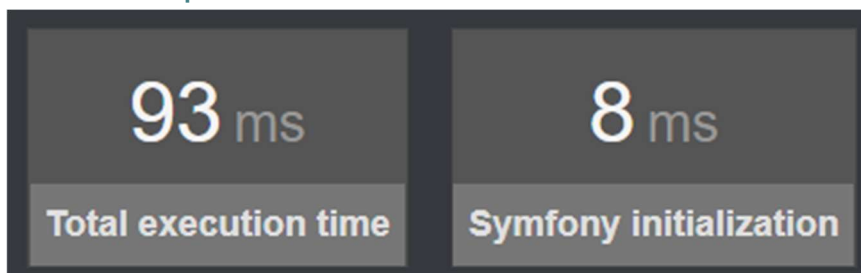 93 ms
Total execution time
8 ms
Symfony initialization